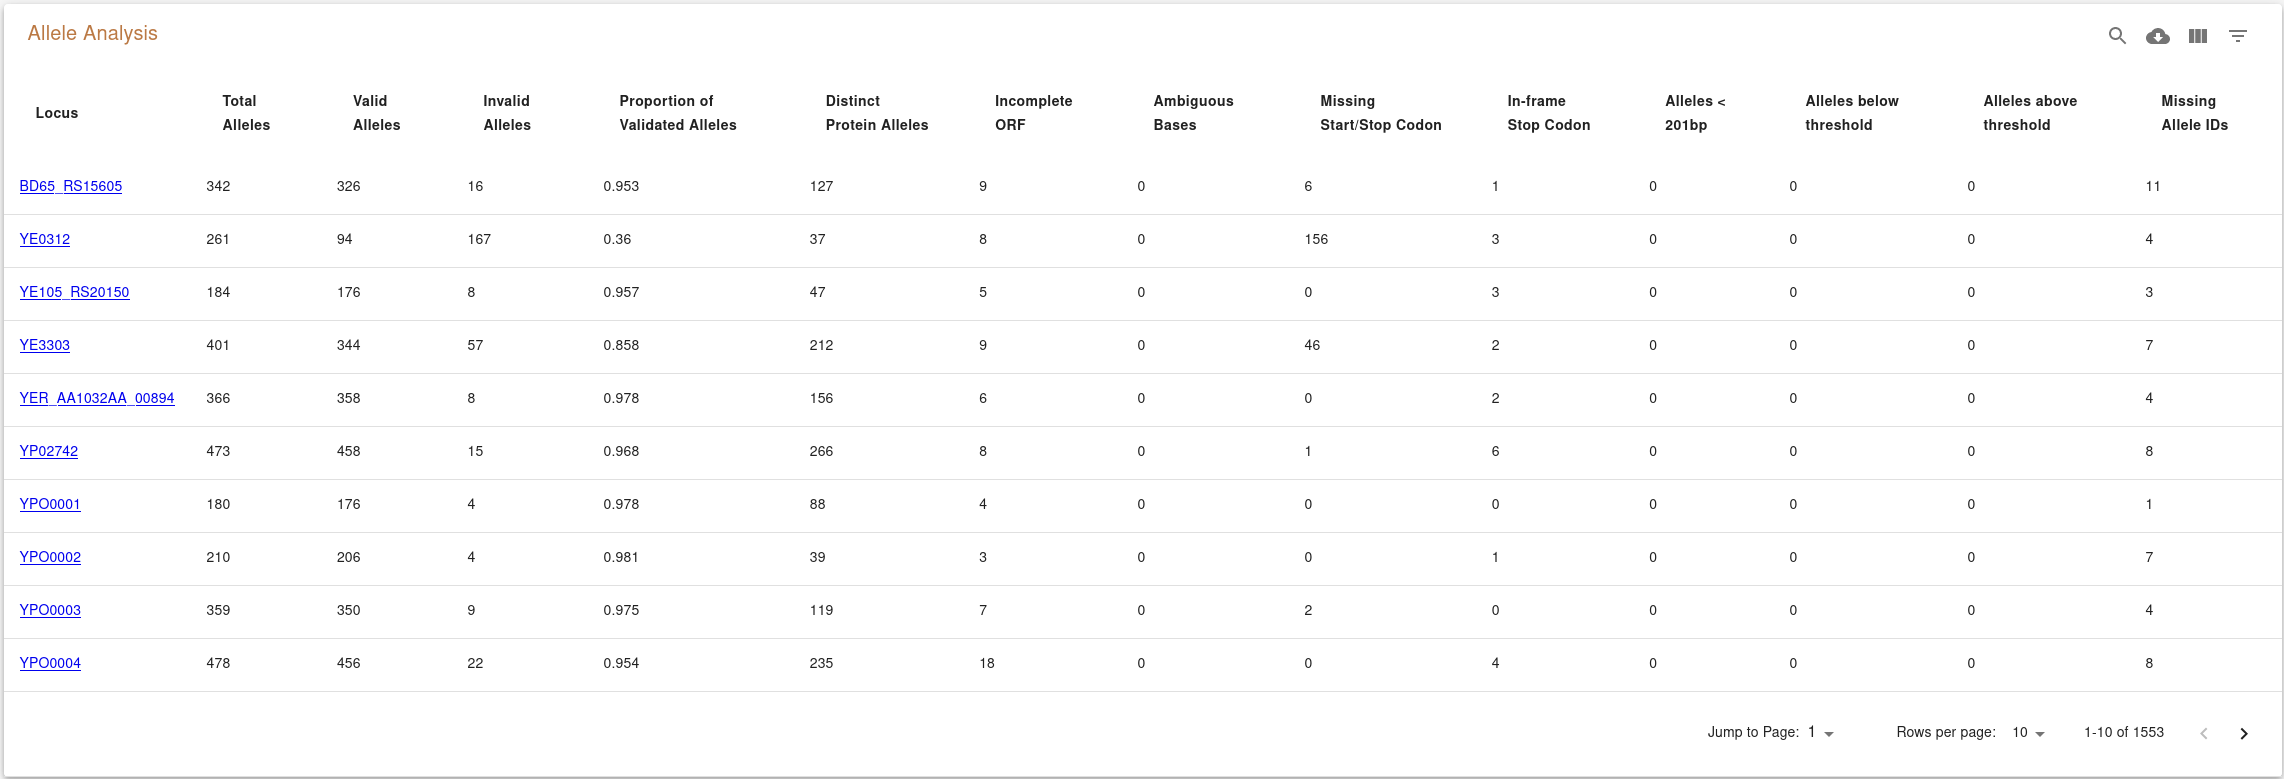 Allele Analysis
Locus Total Alleles Valid Alleles Invalid Alleles Proportion of Validated Alleles Distinct Protein Alleles Incomplete ORF Ambiguous Bases Missing Start/Stop Codon In-frame Stop Codon Alleles < 201bp Alleles below threshold Alleles above threshold Missing Allele IDs
BD65_RS15605 342 326 16 0.953 127 9 0 6 1 0 0 0 11
YE0312 261 94 167 0.36 37 8 0 156 3 0 0 0 4
YE105_RS20150 184 176 8 0.957 47 5 0 0 3 0 0 0 3
YE3303 401 344 57 0.858 212 9 0 46 2 0 0 0 7
YER_AA1032AA_00894 366 358 8 0.978 156 6 0 0 2 0 0 0 4
YP02742 473 458 15 0.968 266 8 0 1 6 0 0 0 8
YPO0001 180 176 4 0.978 88 4 0 0 0 0 0 0 1
YPO0002 210 206 4 0.981 39 3 0 0 1 0 0 0 7
YPO0003 359 350 9 0.975 119 7 0 2 0 0 0 0 4
YPO0004 478 456 22 0.954 235 18 0 0 4 0 0 0 8
Jump to Page: 1 Rows per page: 10 1-10 of 1553